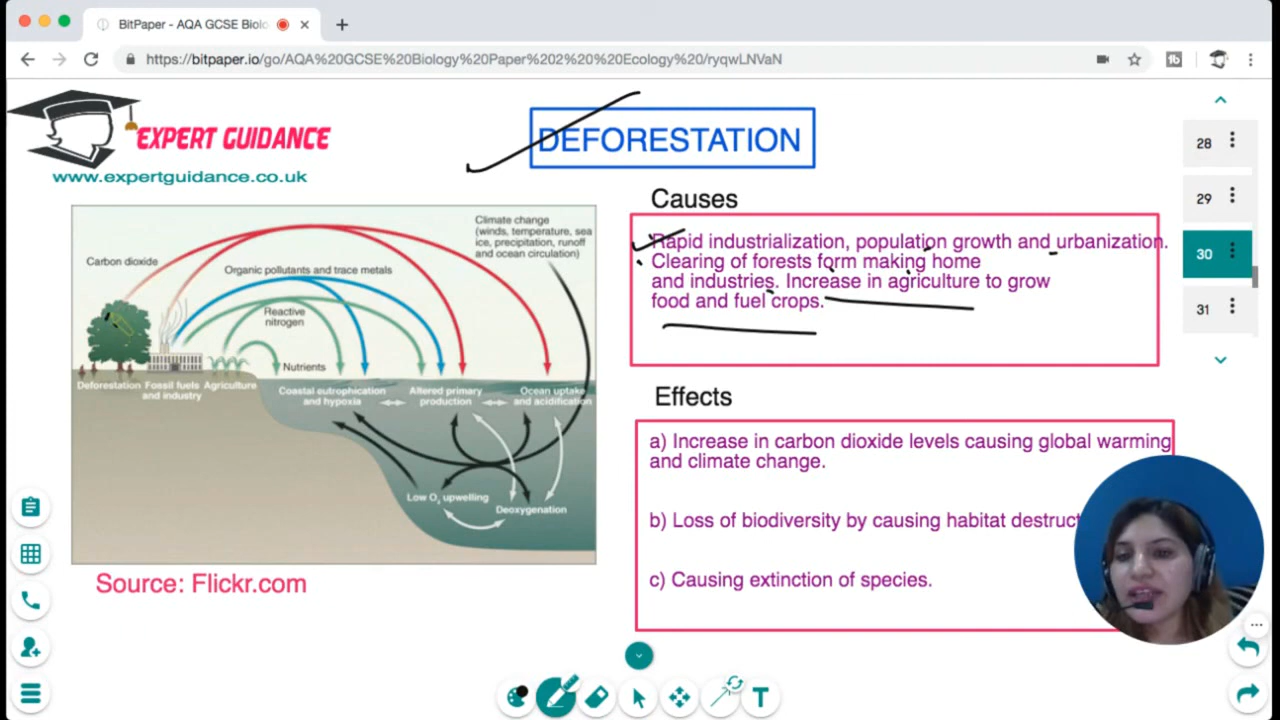 BitPaper - AQA GCSE Biolo
https://bitpaper.io/go/AQA%20GCSE%20Biology%20Paper%202%20%20Ecology%20/ryqwLNVaN
EXPERT GUIDANCE
www.expertguidance.co.uk
DEFORESTATION
28
29
30
31
Causes
Rapid industrialization, population growth and urbanization.
Clearing of forests form making home
and industries. Increase in agriculture to grow
food and fuel crops.
Climate change
(winds, temperature, sea
ice, precipitation, runoff
and ocean circulation)
Carbon dioxide
Organic pollutants and trace metals
Reactive
nitrogen
Nutrients
Deforestation
Fossil fuels
and industry
Agriculture
Coastal eutrophication
and hypoxia
Altered primary
production
Ocean uptake
and acidification
Low O2 upwelling
Deoxygenation
Source: Flickr.com
Effects
a) Increase in carbon dioxide levels causing global warming
and climate change.
b) Loss of biodiversity by causing habitat destruct
c) Causing extinction of species.
T